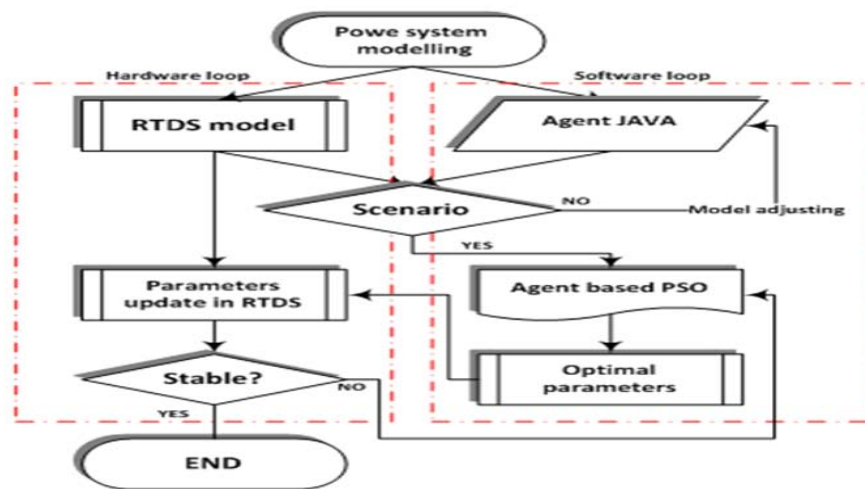 Powe system
modelling
Hardware loop
Software loop
RTDS model
Agent JAVA
Scenario
NO
Model adjusting
YES
Parameters
update in RTDS
Agent based PSO
Stable?
NO
Optimal
parameters
YES
END